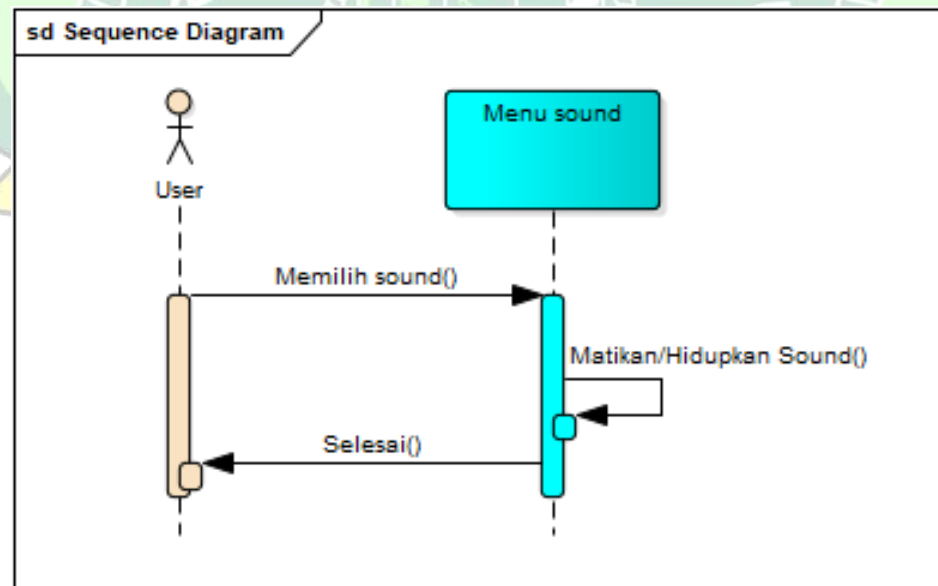 sd Sequence Diagram
Menu sound
User
Memilih sound()
Matikan/Hidupkan Sound()
Selesai()